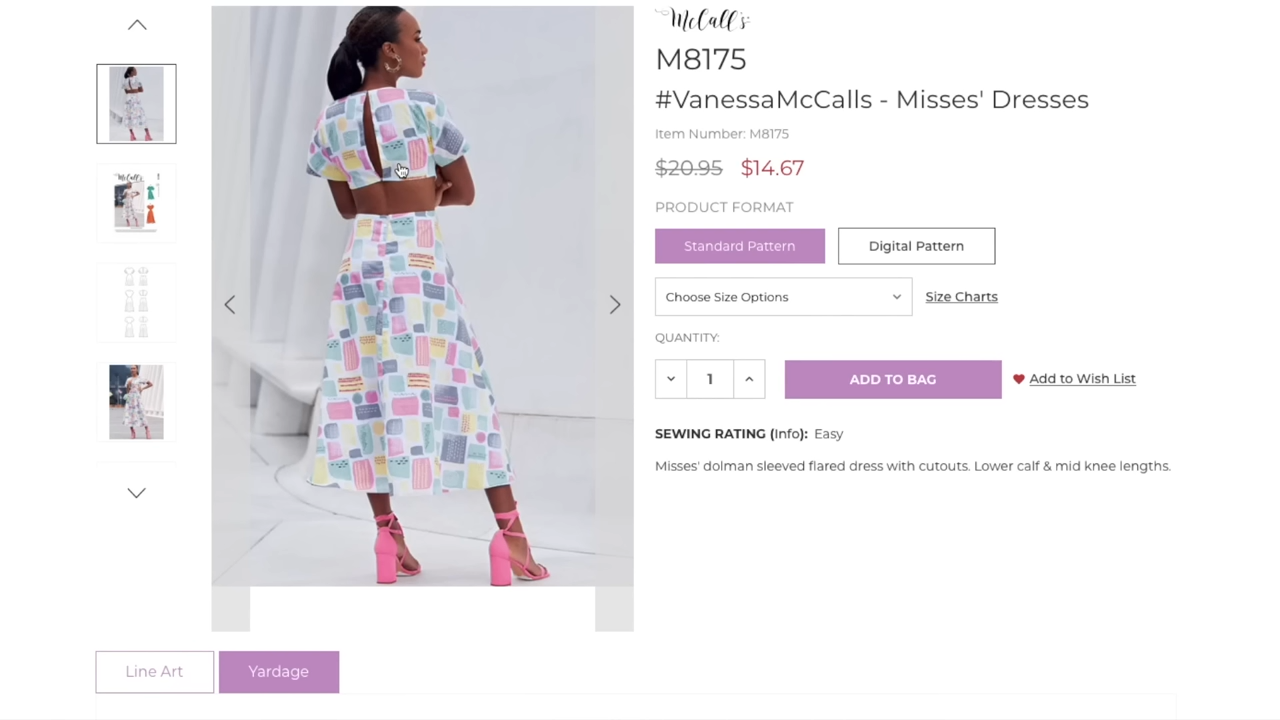 McCall's
M8175
#VanessaMcCalls - Misses' Dresses
Item Number: M8175
$20.95 $14.67
PRODUCT FORMAT
Standard Pattern Digital Pattern
Choose Size Options Size Charts
QUANTITY:
1 ADD TO BAG Add to Wish List
SEWING RATING (Info): Easy
Misses' dolman sleeved flared dress with cutouts. Lower calf & mid knee lengths.
Line Art Yardage